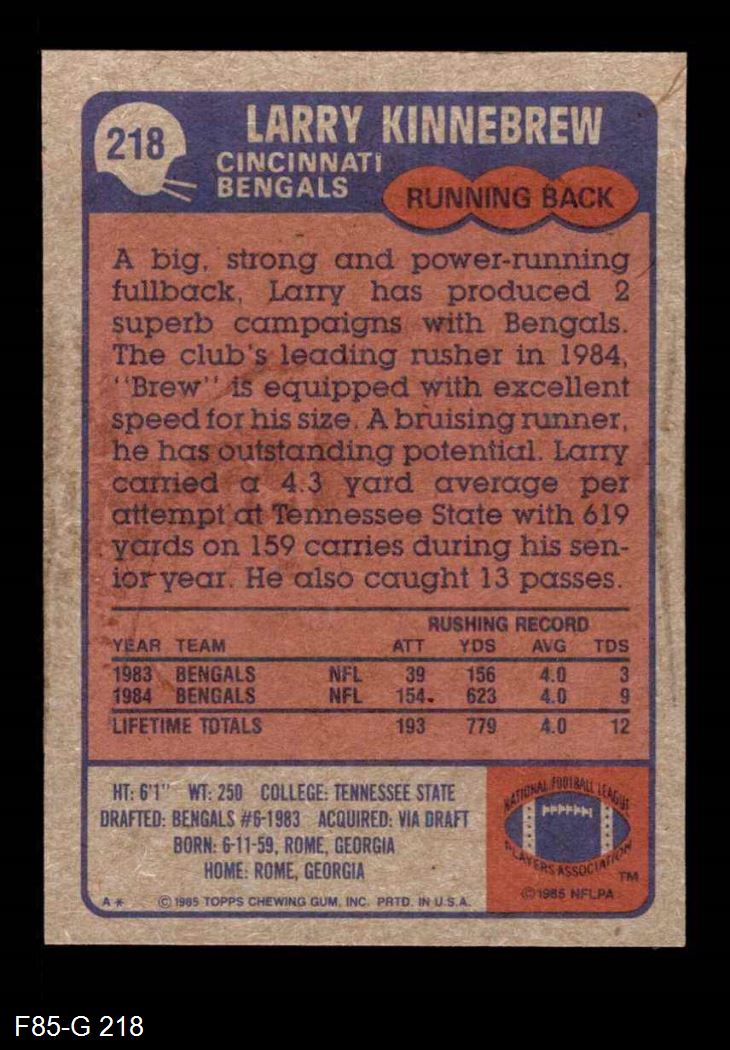 218
LARRY KINNEBREW
CINCINNATI
BENGALS
RUNNING BACK
A big, strong and power-running
fullback, Larry has produced 2
superb campaigns with Bengals.
The club's leading rusher in 1984,
"Brew" is equipped with excellent
speed for his size. A bruising runner,
he has outstanding potential. Larry
carried a 4.3 yard average per
attempt at Tennessee State with 619
yards on 159 carries during his sen-
ior year. He also caught 13 passes.
RUSHING RECORD
YEAR TEAM ATT YDS AVG TDS
1983 BENGALS NFL 39 156 4.0 3
1984 BENGALS NFL 154 623 4.0 9
LIFETIME TOTALS 193 779 4.0 12
HT: 6'1" WT: 250 COLLEGE: TENNESSEE STATE
DRAFTED: BENGALS #6-1983 ACQUIRED: VIA DRAFT
BORN: 6-11-59, ROME, GEORGIA
HOME: ROME, GEORGIA
A* © 1985 TOPPS CHEWING GUM, INC. PRTD. IN U.S.A.
NATIONAL FOOTBALL LEAGUE
PLAYERS ASSOCIATION
TM
© 1985 NFLPA
F85-G 218